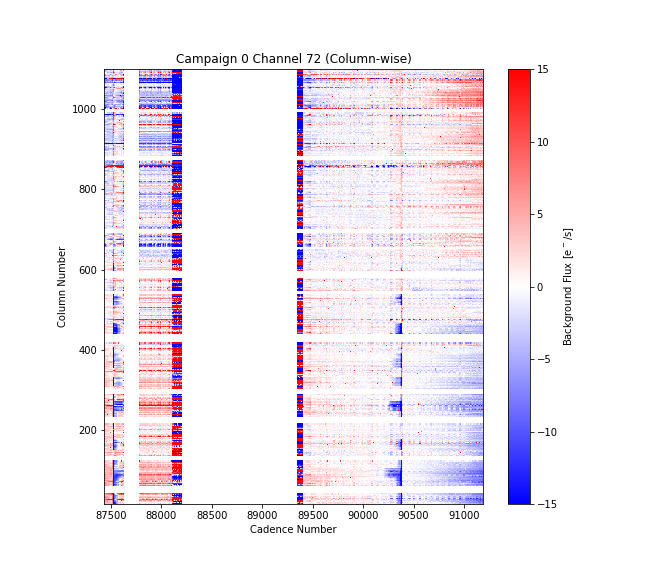 Campaign 0 Channel 72 (Column-wise)
Column Number
1000
800
600
400
200
87500 88000 88500 89000 89500 90000 90500 91000
Cadence Number
15
10
5
0
−5
−10
−15
Background Flux [e⁻/s]